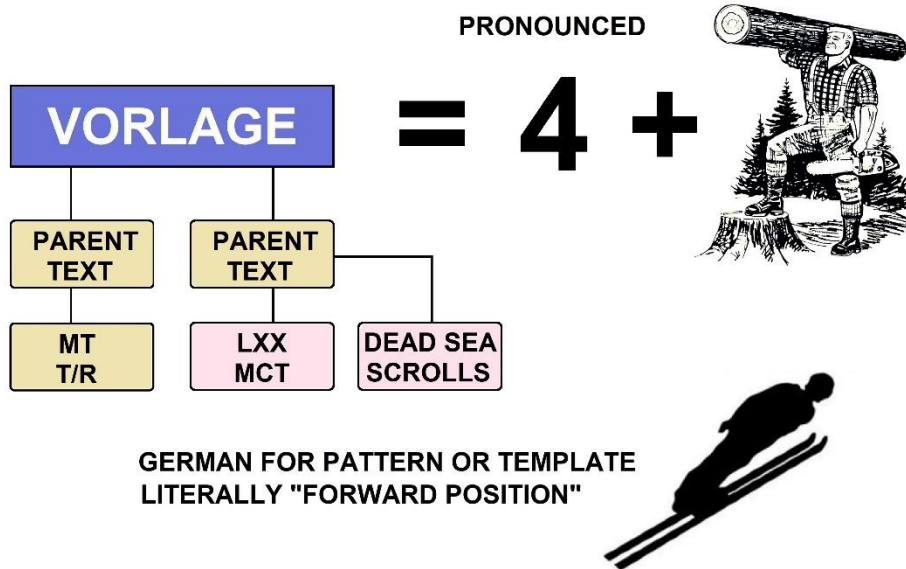 PRONOUNCED
VORLAGE = 4 +
PARENT
TEXT
PARENT
TEXT
MT
T/R
LXX
MCT
DEAD SEA
SCROLLS
GERMAN FOR PATTERN OR TEMPLATE
LITERALLY "FORWARD POSITION"